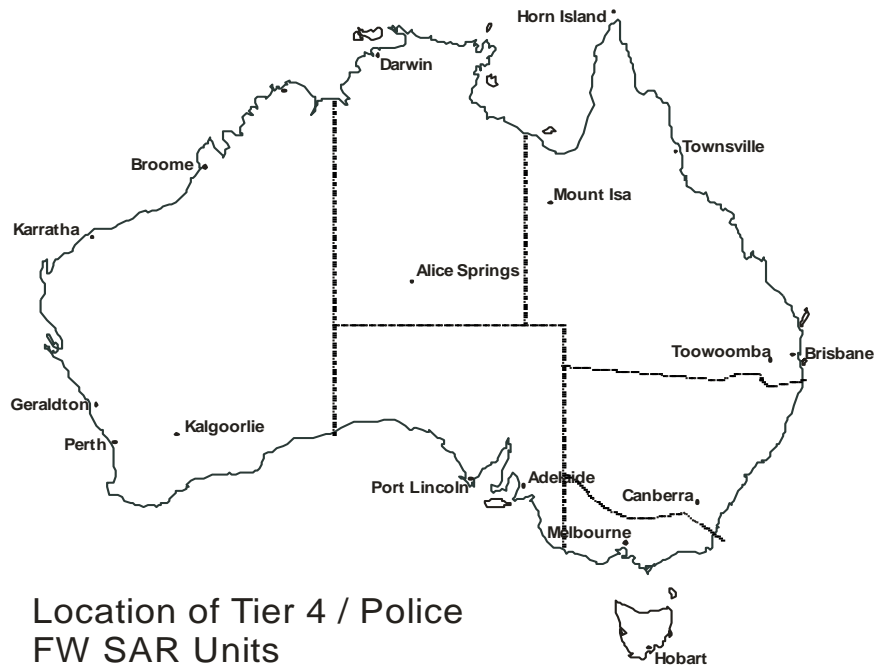 Horn Island
Darwin
Townsville
Broome
Mount Isa
Karratha
Alice Springs
Toowoomba
Brisbane
Geraldton
Kalgoorlie
Perth
Adelaide
Port Lincoln
Canberra
Melbourne
Location of Tier 4 / Police
FW SAR Units
Hobart